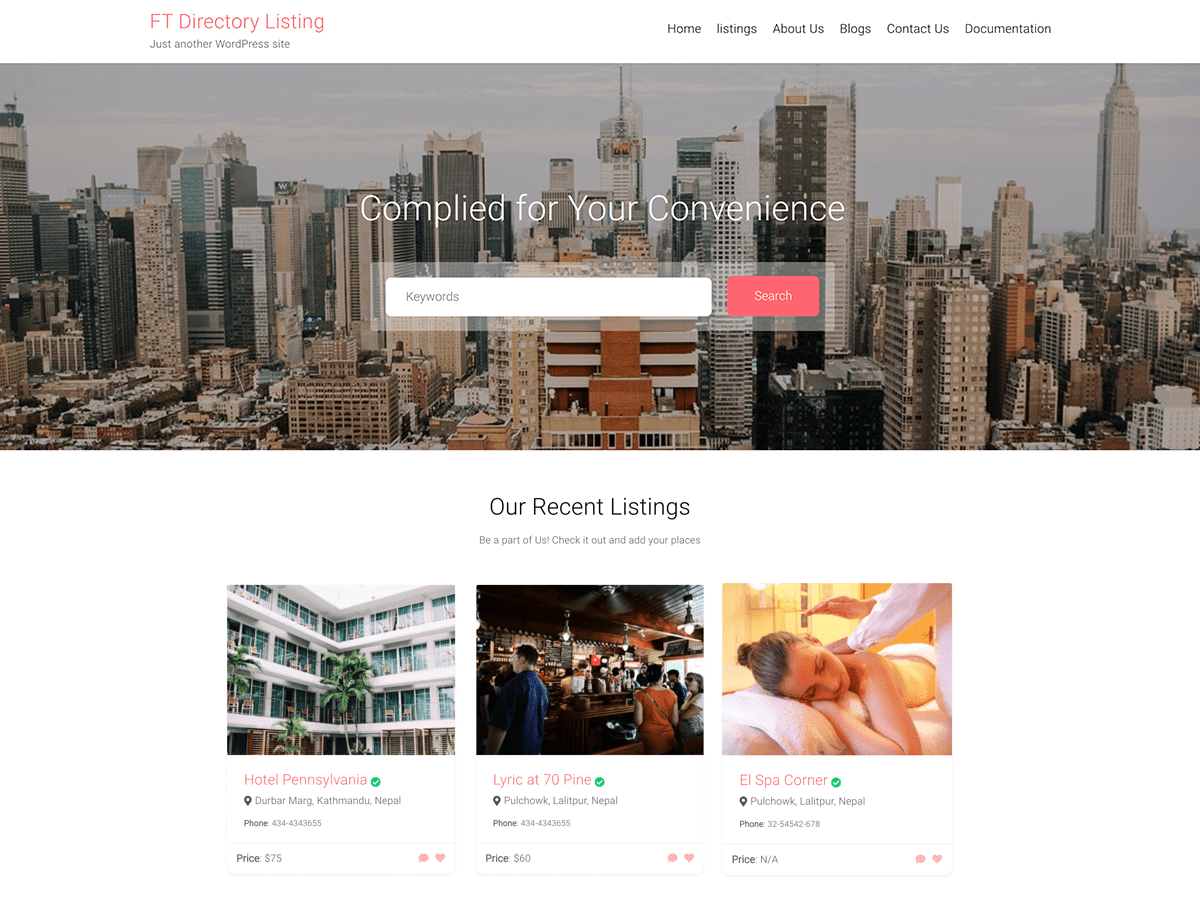 FT Directory Listing
Just another WordPress site
Home listings About Us Blogs Contact Us Documentation
Complied for Your Convenience
Keywords
Search
Our Recent Listings
Be a part of Us! Check it out and add your places
Hotel Pennsylvania
Durbar Marg, Kathmandu, Nepal
Phone: 434-4343655
Price: $75
Lyric at 70 Pine
Pulchowk, Lalitpur, Nepal
Phone: 434-4343655
Price: $60
El Spa Corner
Pulchowk, Lalitpur, Nepal
Phone: 32-54542-678
Price: N/A